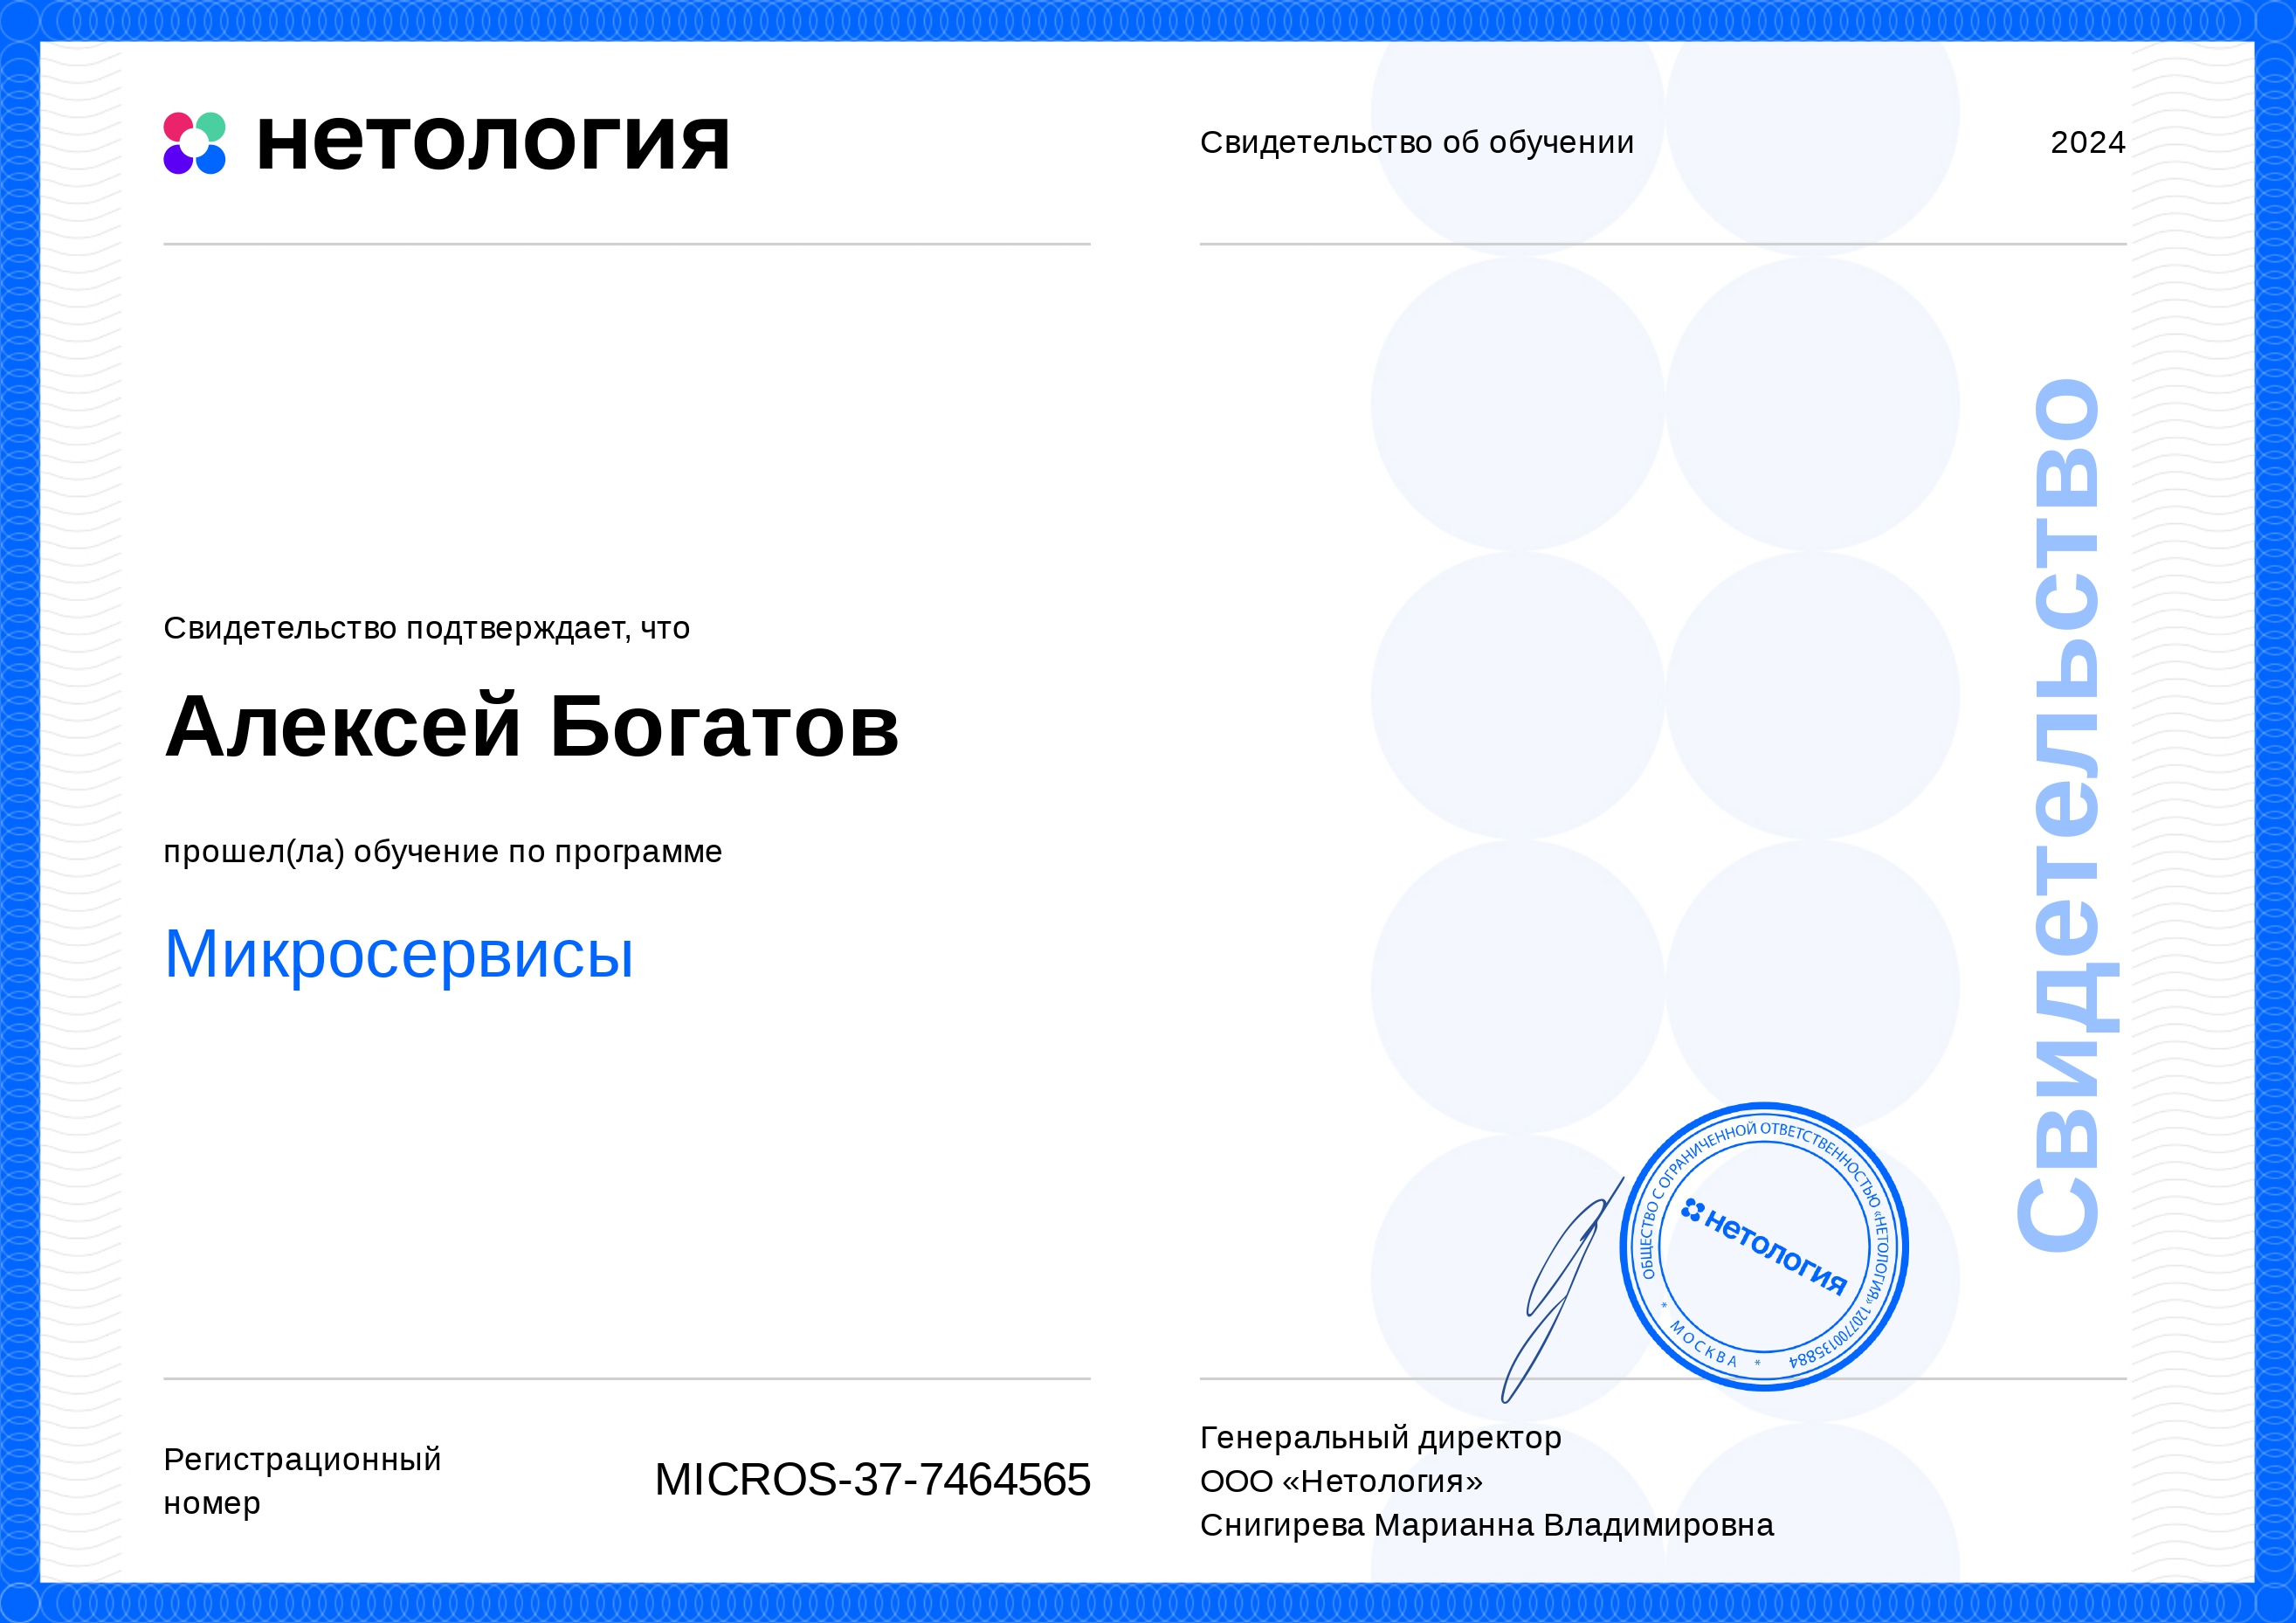 нетология
Свидетельство об обучении
2024
Свидетельство подтверждает, что
Алексей Богатов
прошел(ла) обучение по программе
Микросервисы
Свидетельство
ОБЩЕСТВО С ОГРАНИЧЕННОЙ ОТВЕТСТВЕННОСТЬЮ «НЕТОЛОГИЯ» 1207700135884
* МОСКВА *
нетология
Регистрационный
номер
MICROS-37-7464565
Генеральный директор
ООО «Нетология»
Снигирева Марианна Владимировна